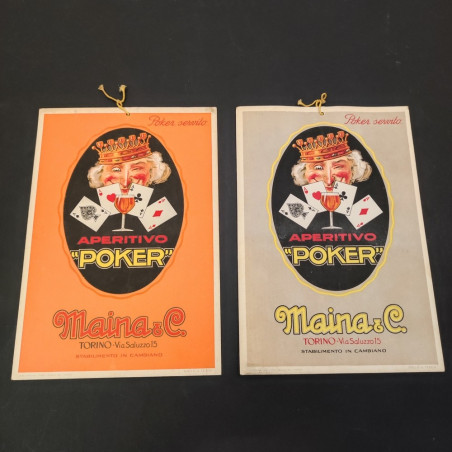 Poker servito
APERITIVO
"POKER"
Maina & C.
TORINO - Via Saluzzo 15
STABILIMENTO IN CAMBIANO
Poker servito
APERITIVO
"POKER"
Maina & C.
TORINO - Via Saluzzo 15
STABILIMENTO IN CAMBIANO